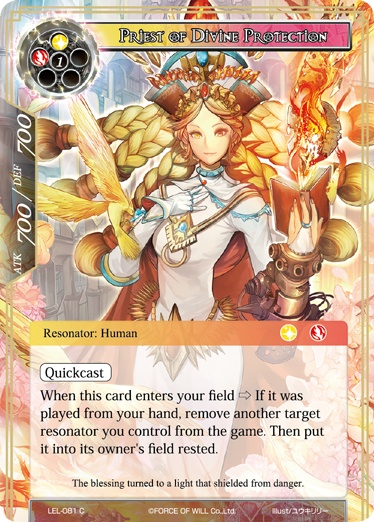 Priest of Divine Protection
1
ATK 700 / DEF 700
Resonator: Human
Quickcast
When this card enters your field ⇨ If it was
played from your hand, remove another target
resonator you control from the game. Then put
it into its owner's field rested.
The blessing turned to a light that shielded from danger.
LEL-081 C ©FORCE OF WILL Co.,Ltd. Illust/ユウキリリー